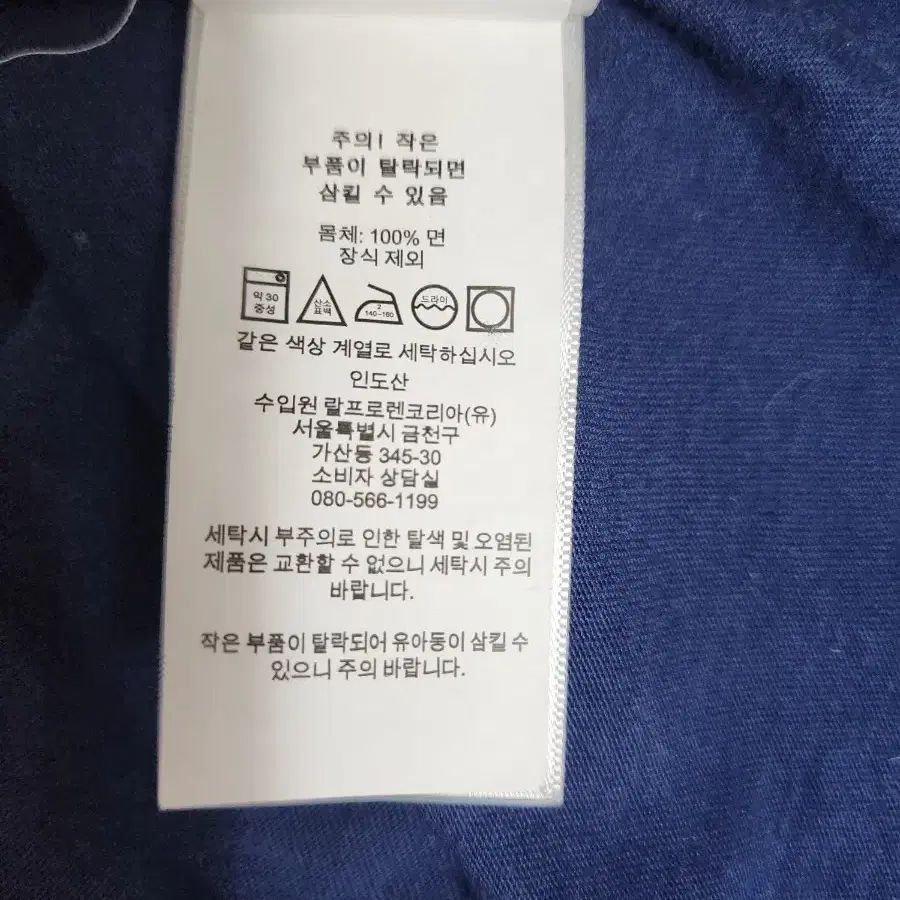 주의! 작은
부품이 탈락되면
삼킬 수 있음
몸체: 100% 면
장식 제외
약 30
중성
산소
표백
2
140~160
드라이
같은 색상 계열로 세탁하십시오
인도산
수입원 랄프로렌코리아(유)
서울특별시 금천구
가산동 345-30
소비자 상담실
080-566-1199
세탁시 부주의로 인한 탈색 및 오염된
제품은 교환할 수 없으니 세탁시 주의
바랍니다.
작은 부품이 탈락되어 유아동이 삼킬 수
있으니 주의 바랍니다.